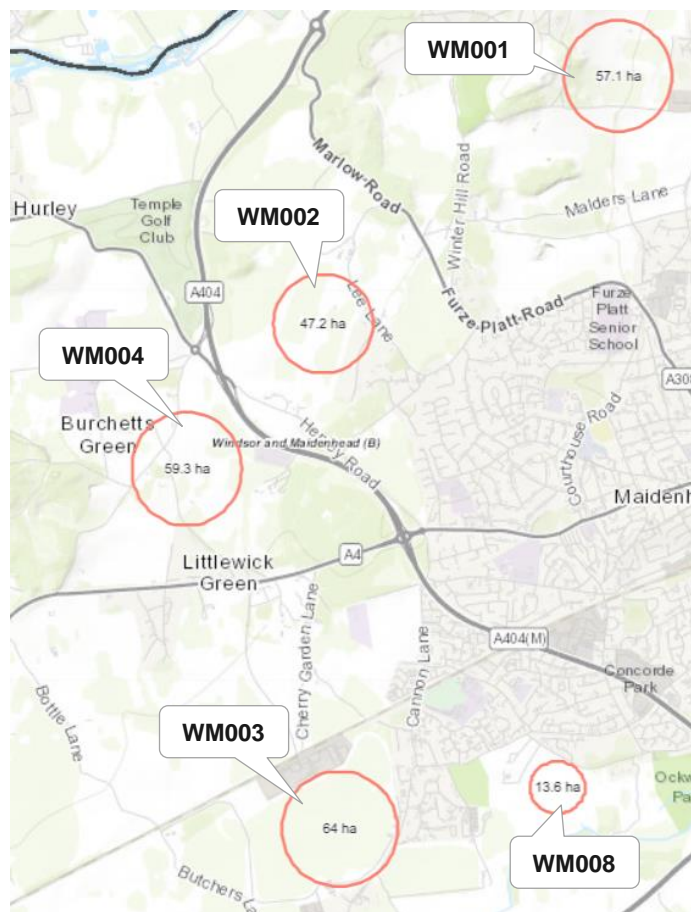 WM001
57.1 ha
Marlow-Road
Winter Hill Road
Malders Lane
Hurley
Temple
Golf
Club
WM002
A404
Lee Lane
47.2 ha
Furze-Platt-Road
Furze
Platt
Senior
School
WM004
A308
Burchetts
Green
Windsor and Maidenhead (B)
Henley Road
Courthouse Road
59.3 ha
Maidenh
Littlewick
Green
A4
Cherry Garden Lane
Cannon Lane
A404(M)
Concorde
Park
Bottle Lane
WM003
13.6 ha
Ockw
Pa
64 ha
WM008
Butchers La